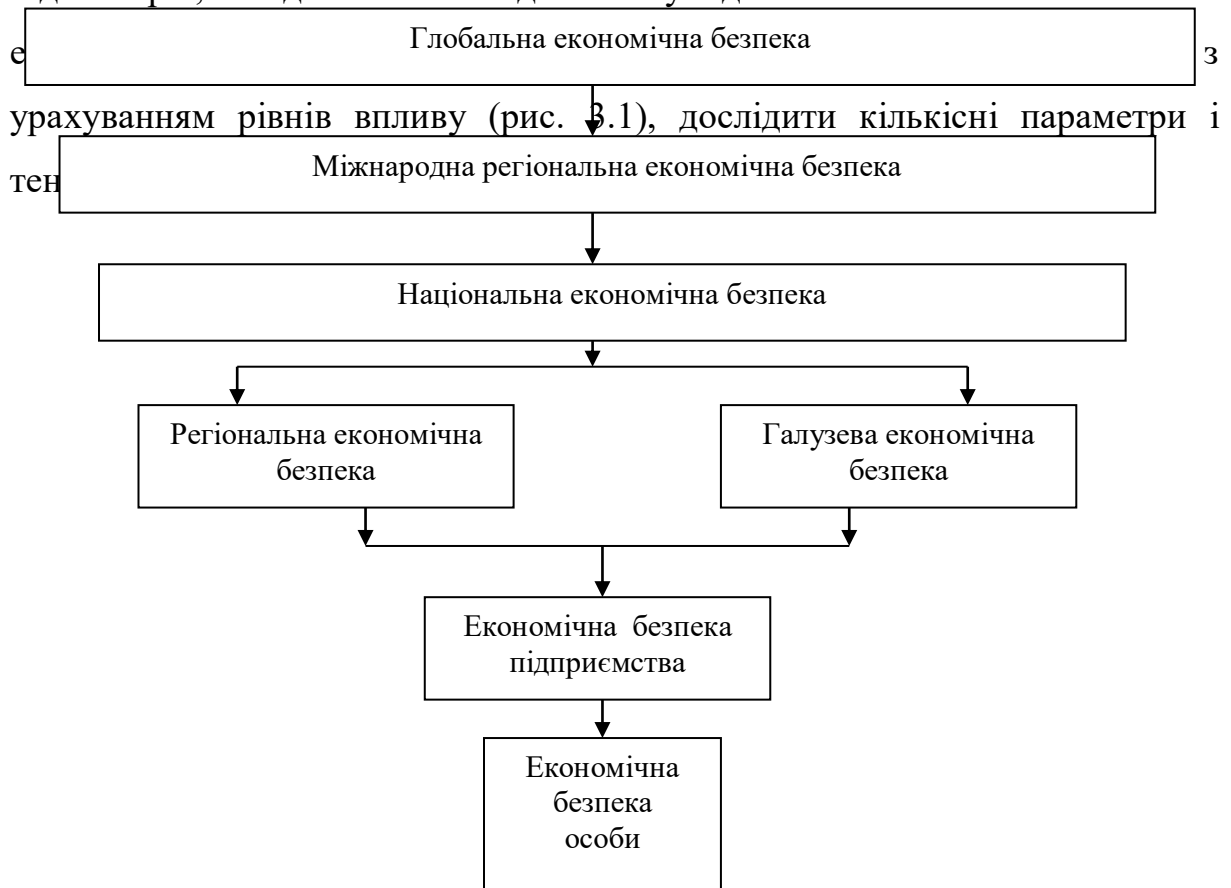 Глобальна економічна безпека
з
урахуванням рівнів впливу (рис. 3.1), дослідити кількісні параметри і
Міжнародна регіональна економічна безпека
Національна економічна безпека
Регіональна економічна
безпека
Галузева економічна
безпека
Економічна безпека
підприємства
Економічна
безпека
особи